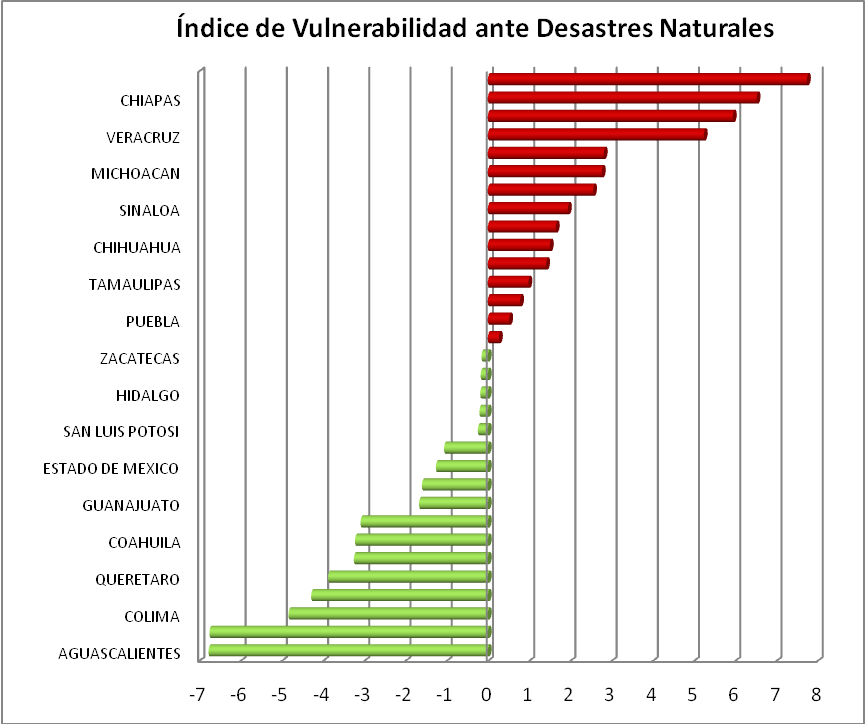 Índice de Vulnerabilidad ante Desastres Naturales
CHIAPAS
VERACRUZ
MICHOACAN
SINALOA
CHIHUAHUA
TAMAULIPAS
PUEBLA
ZACATECAS
HIDALGO
SAN LUIS POTOSI
ESTADO DE MEXICO
GUANAJUATO
COAHUILA
QUERETARO
COLIMA
AGUASCALIENTES
-7 -6 -5 -4 -3 -2 -1 0 1 2 3 4 5 6 7 8